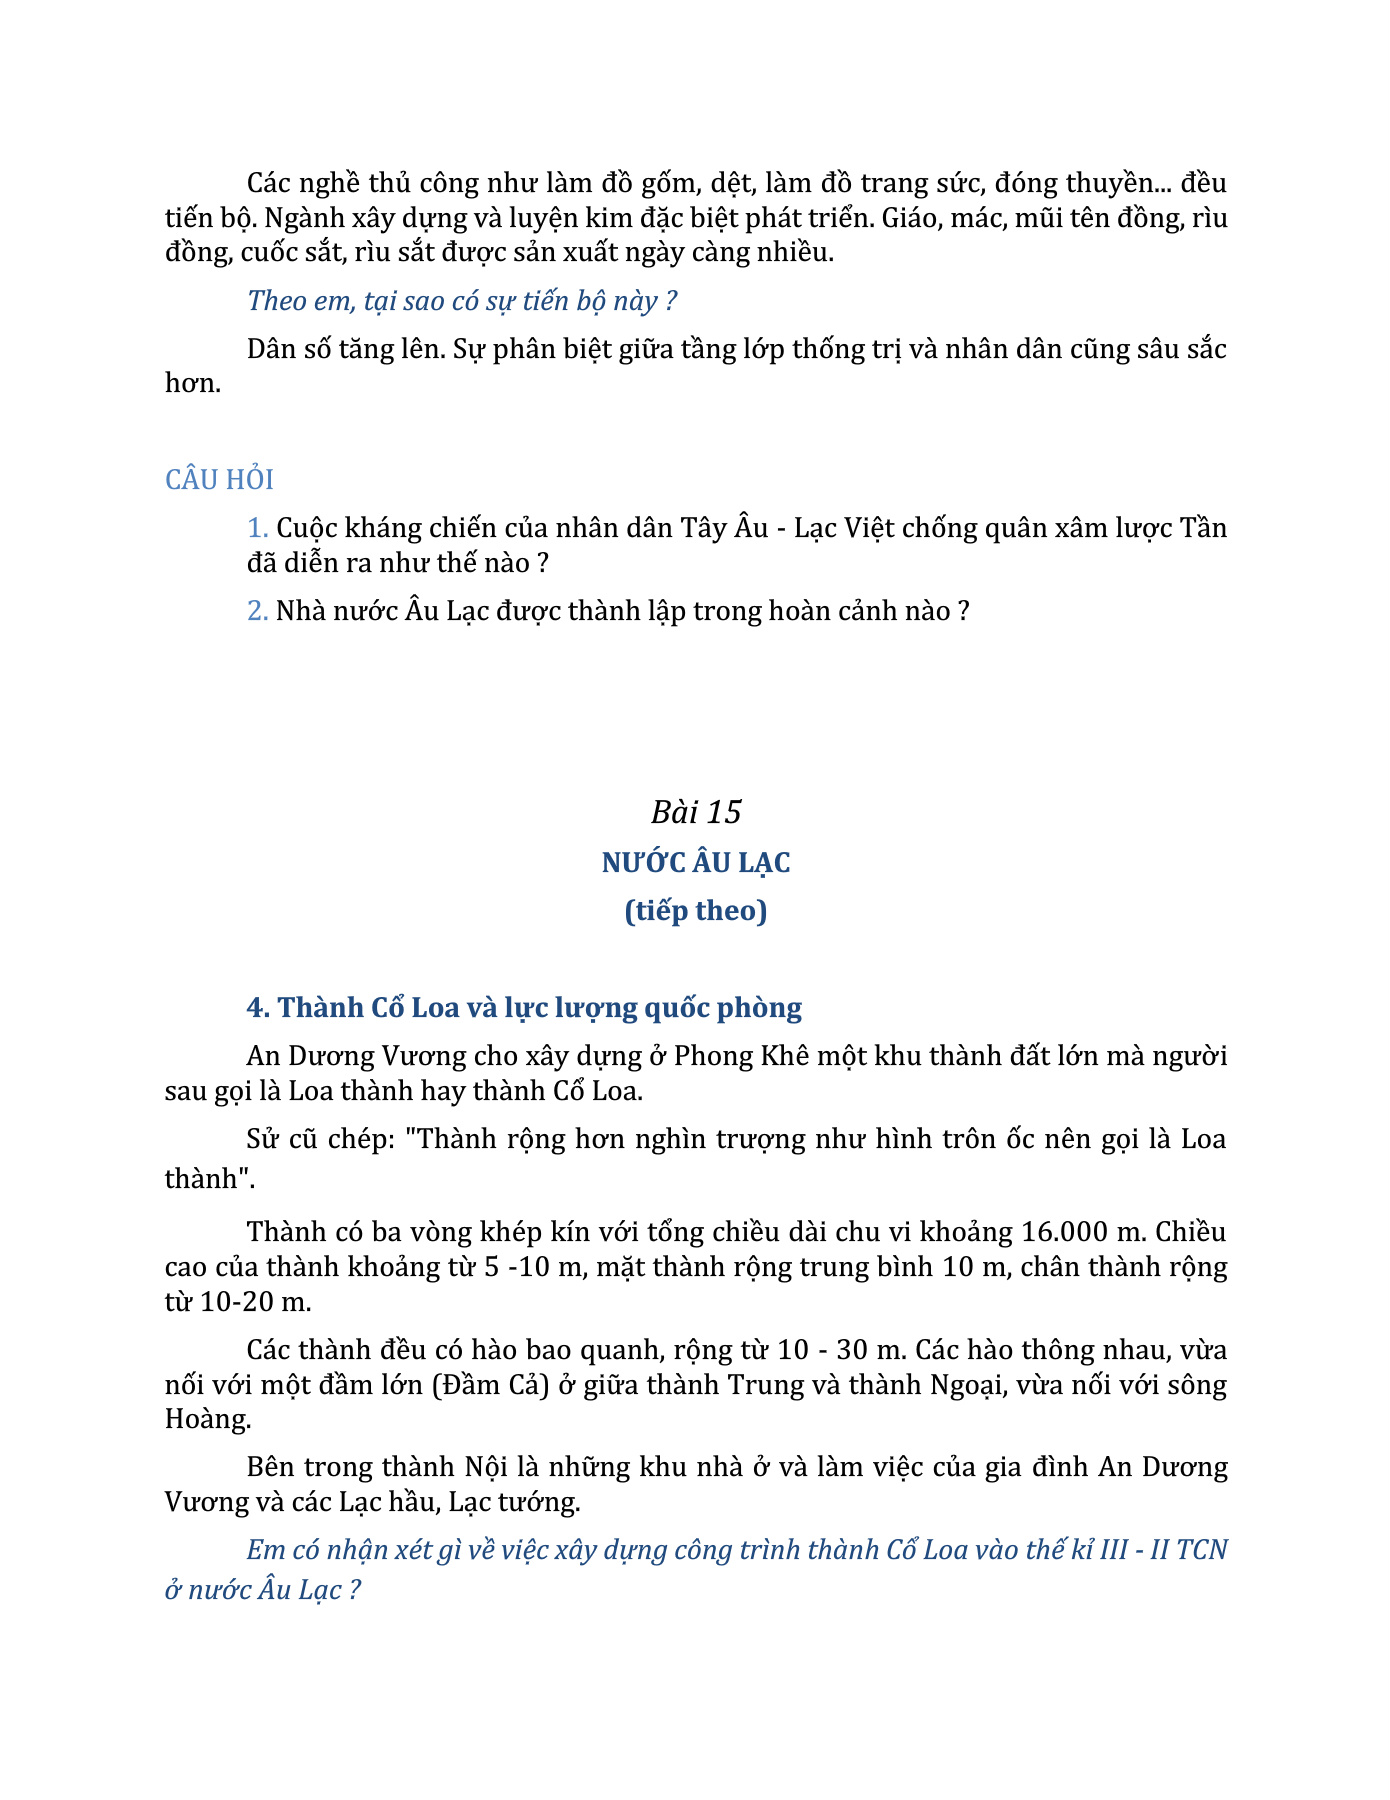 Các nghề thủ công như làm đồ gốm, dệt, làm đồ trang sức, đóng thuyền... đều
tiến bộ. Ngành xây dựng và luyện kim đặc biệt phát triển. Giáo, mác, mũi tên đồng, rìu
đồng, cuốc sắt, rìu sắt được sản xuất ngày càng nhiều.
Theo em, tại sao có sự tiến bộ này ?
Dân số tăng lên. Sự phân biệt giữa tầng lớp thống trị và nhân dân cũng sâu sắc
hơn.
CÂU HỎI
1. Cuộc kháng chiến của nhân dân Tây Âu - Lạc Việt chống quân xâm lược Tần
đã diễn ra như thế nào ?
2. Nhà nước Âu Lạc được thành lập trong hoàn cảnh nào ?
Bài 15
NƯỚC ÂU LẠC
(tiếp theo)
4. Thành Cổ Loa và lực lượng quốc phòng
An Dương Vương cho xây dựng ở Phong Khê một khu thành đất lớn mà người
sau gọi là Loa thành hay thành Cổ Loa.
Sử cũ chép: "Thành rộng hơn nghìn trượng như hình trôn ốc nên gọi là Loa
thành".
Thành có ba vòng khép kín với tổng chiều dài chu vi khoảng 16.000 m. Chiều
cao của thành khoảng từ 5 -10 m, mặt thành rộng trung bình 10 m, chân thành rộng
từ 10-20 m.
Các thành đều có hào bao quanh, rộng từ 10 - 30 m. Các hào thông nhau, vừa
nối với một đầm lớn (Đầm Cả) ở giữa thành Trung và thành Ngoại, vừa nối với sông
Hoàng.
Bên trong thành Nội là những khu nhà ở và làm việc của gia đình An Dương
Vương và các Lạc hầu, Lạc tướng.
Em có nhận xét gì về việc xây dựng công trình thành Cổ Loa vào thế kỉ III - II TCN
ở nước Âu Lạc ?